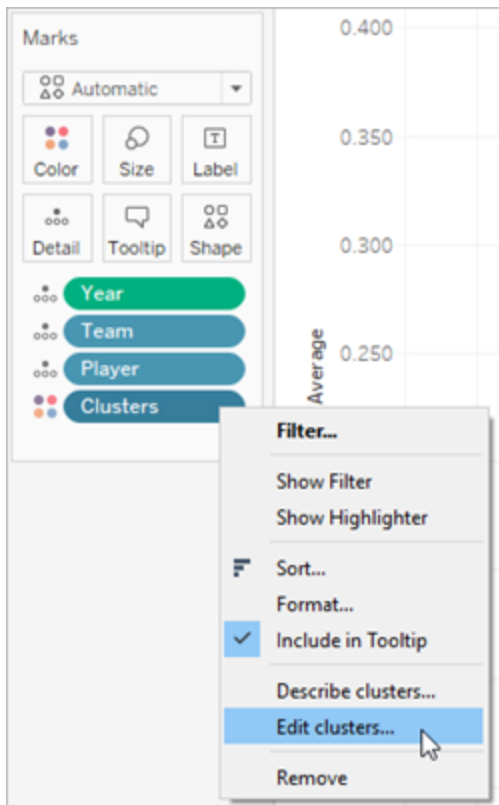 Marks
Automatic
Color Size Label
Detail Tooltip Shape
Year
Team
Player
Clusters
0.400
0.350
0.300
0.250
Average
Filter...
Show Filter
Show Highlighter
Sort...
Format...
Include in Tooltip
Describe clusters...
Edit clusters...
Remove